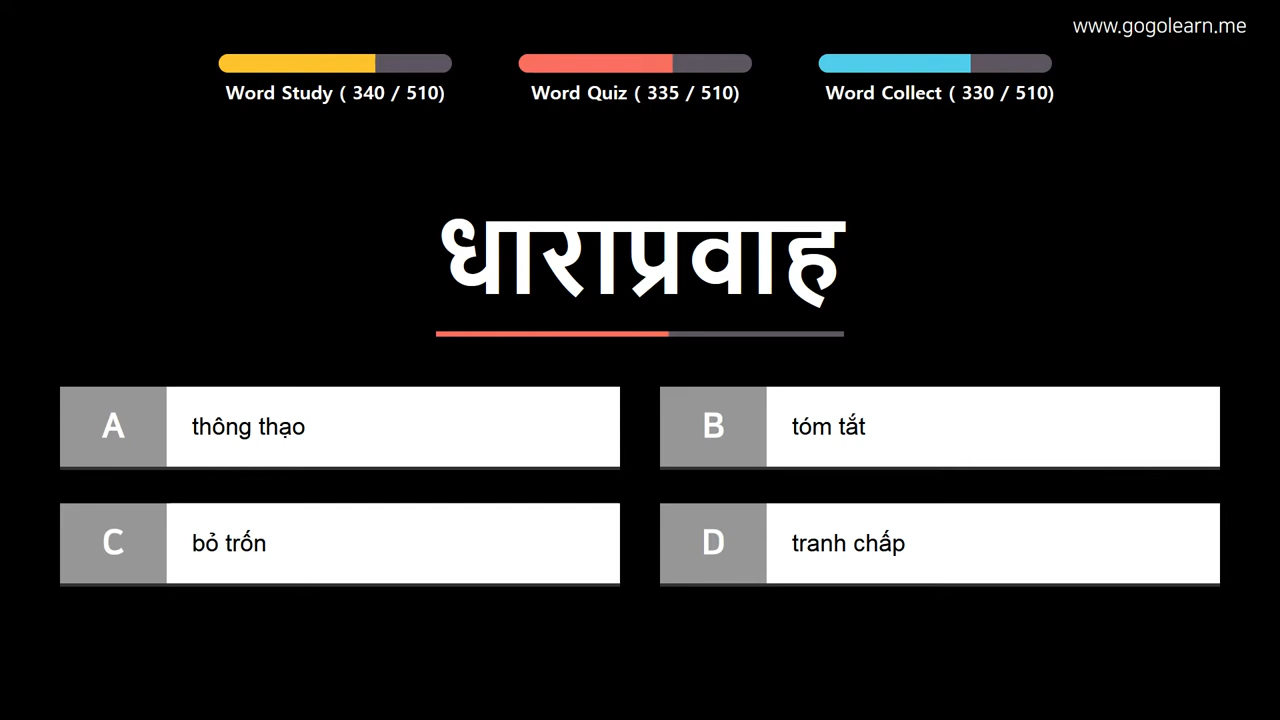 www.gogolearn.me
Word Study ( 340 / 510)
Word Quiz ( 335 / 510)
Word Collect ( 330 / 510)
धाराप्रवाह
A thông thạo
B tóm tắt
C bỏ trốn
D tranh chấp